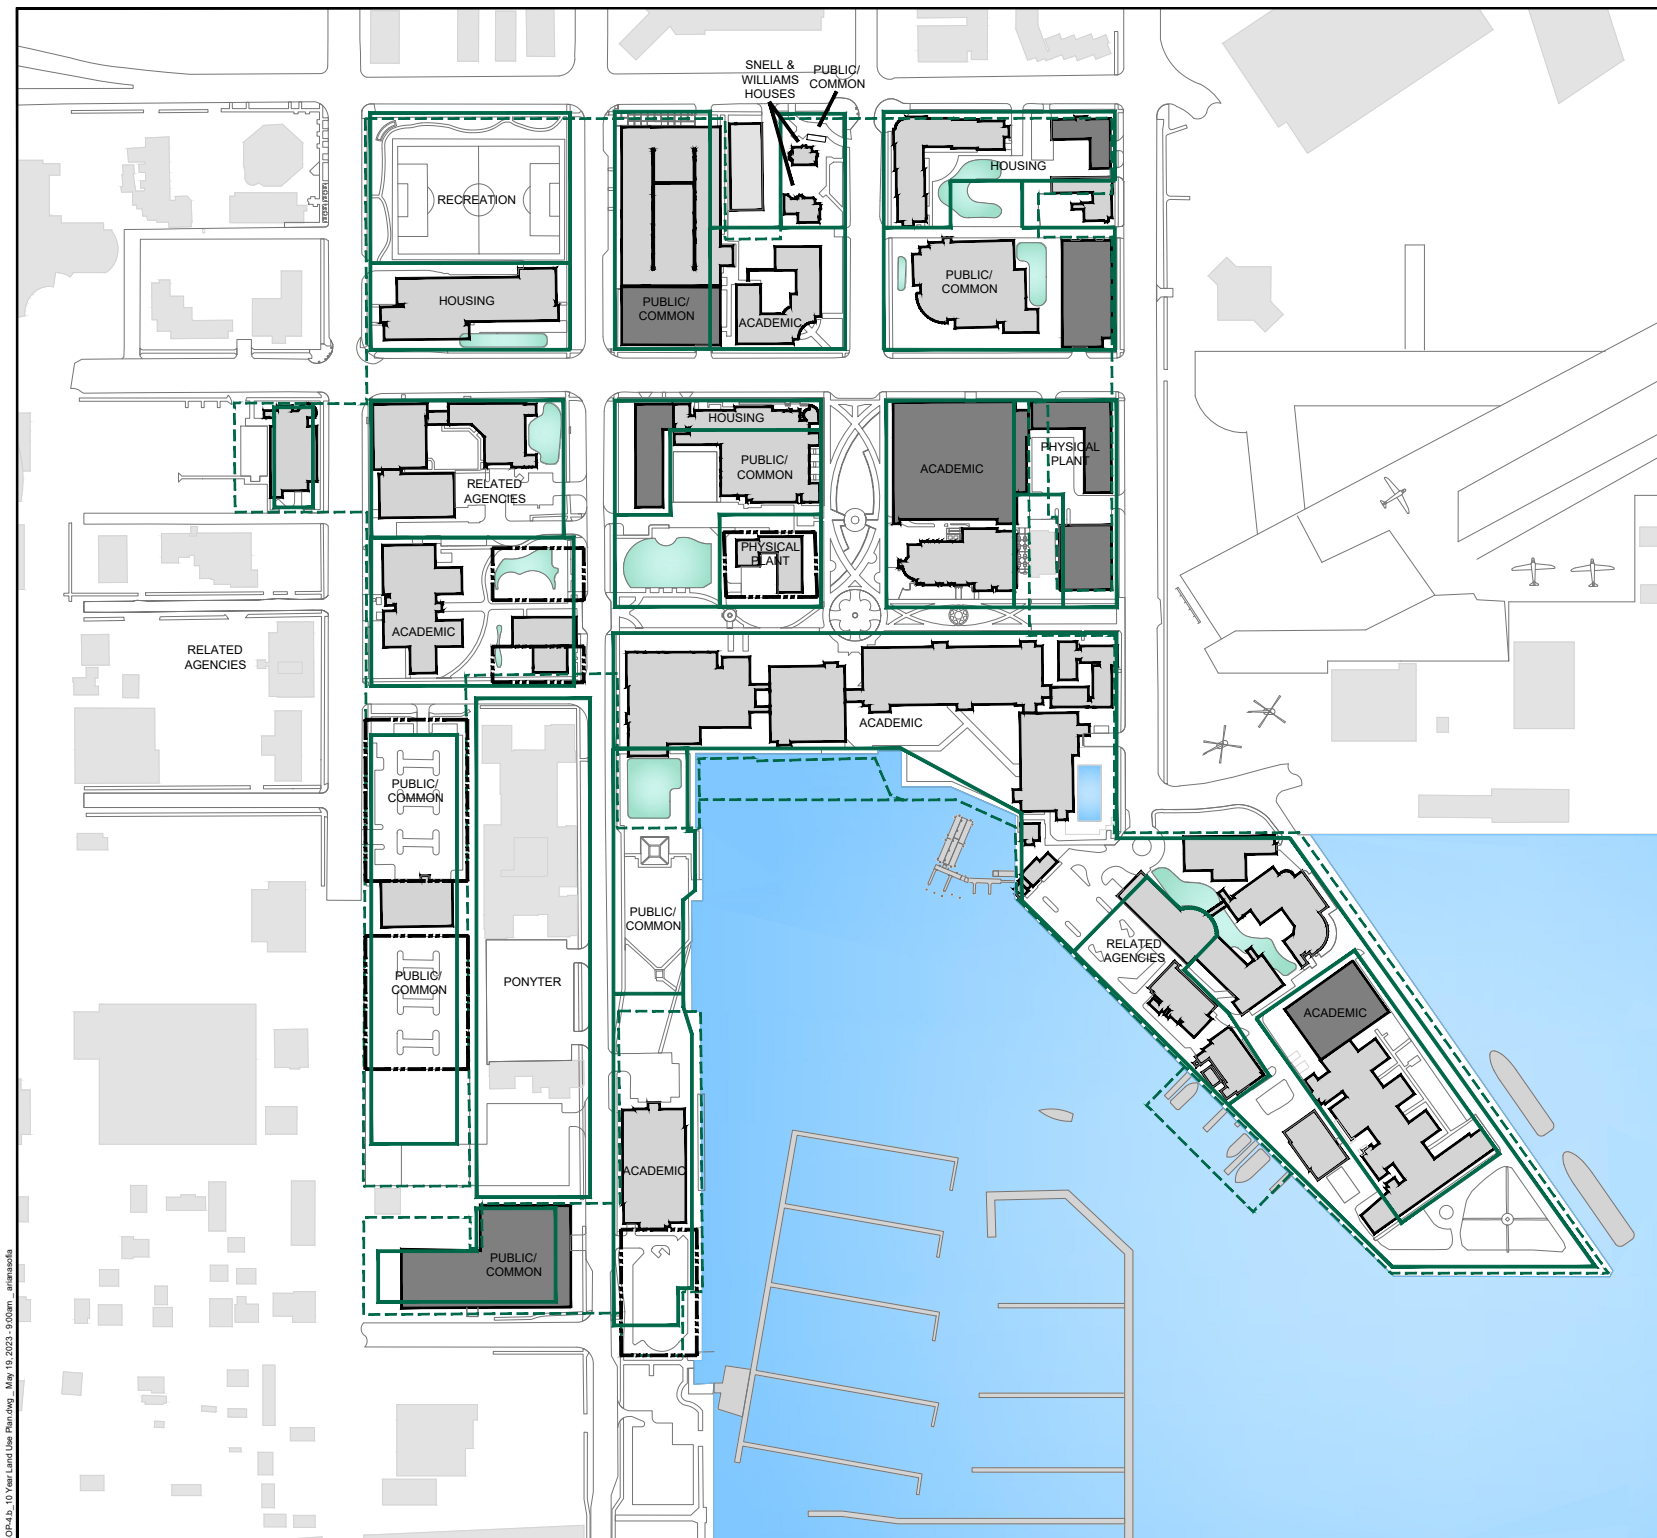 SNELL &
WILLIAMS
HOUSES
PUBLIC/
COMMON
RECREATION
HOUSING
HOUSING
PUBLIC/
COMMON
ACADEMIC
PUBLIC/
COMMON
HOUSING
PUBLIC/
COMMON
ACADEMIC
PHYSICAL
PLANT
RELATED
AGENCIES
PHYSICAL
PLANT
ACADEMIC
RELATED
AGENCIES
ACADEMIC
PUBLIC/
COMMON
PUBLIC/
COMMON
RELATED
AGENCIES
PUBLIC/
COMMON
PONYTER
ACADEMIC
ACADEMIC
PUBLIC/
COMMON
OP-4.b_10 Year Land Use Plan.dwg _ May 19, 2023 - 9:00am _ arianasofia